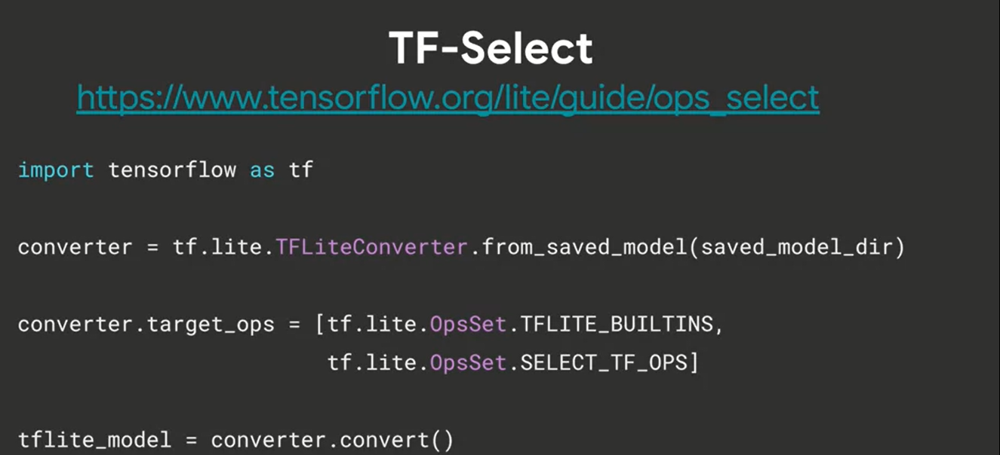 TF-Select
https://www.tensorflow.org/lite/guide/ops_select
import tensorflow as tf
converter = tf.lite.TFLiteConverter.from_saved_model(saved_model_dir)
converter.target_ops = [tf.lite.OpsSet.TFLITE_BUILTINS,
tf.lite.OpsSet.SELECT_TF_OPS]
tflite_model = converter.convert()